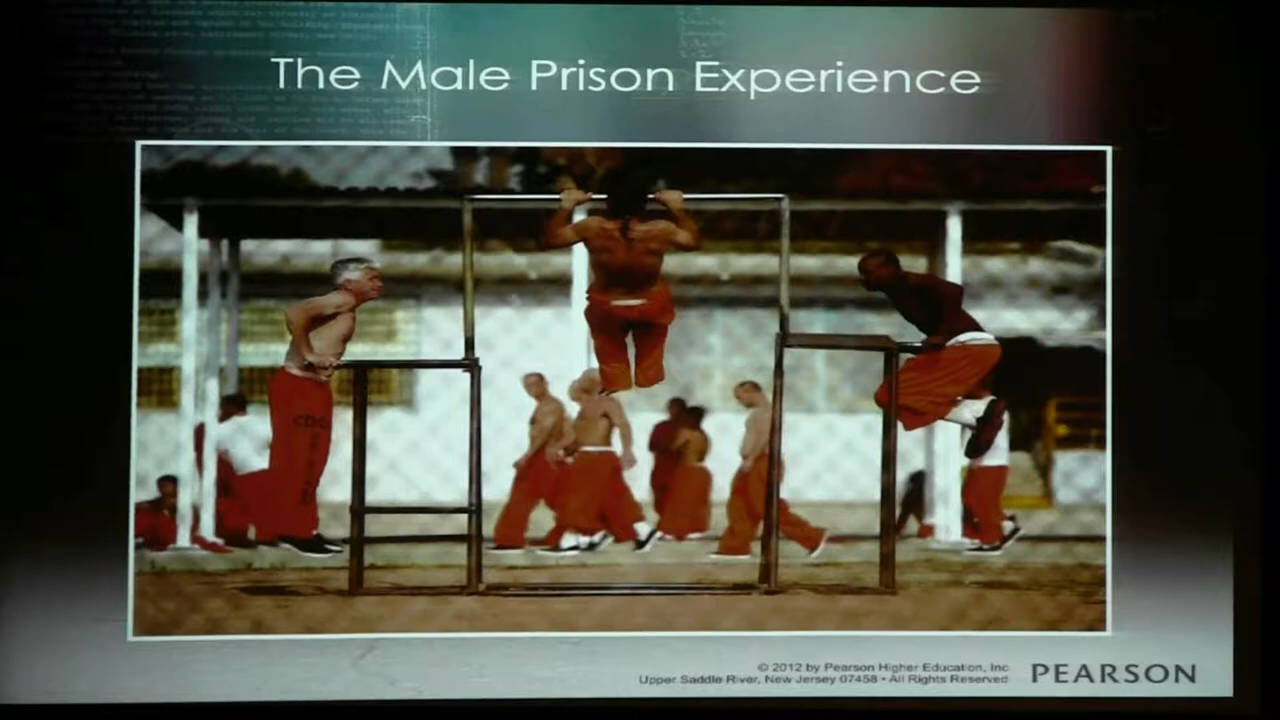 The Male Prison Experience
CDC
© 2012 by Pearson Higher Education, Inc
Upper Saddle River, New Jersey 07458 • All Rights Reserved
PEARSON